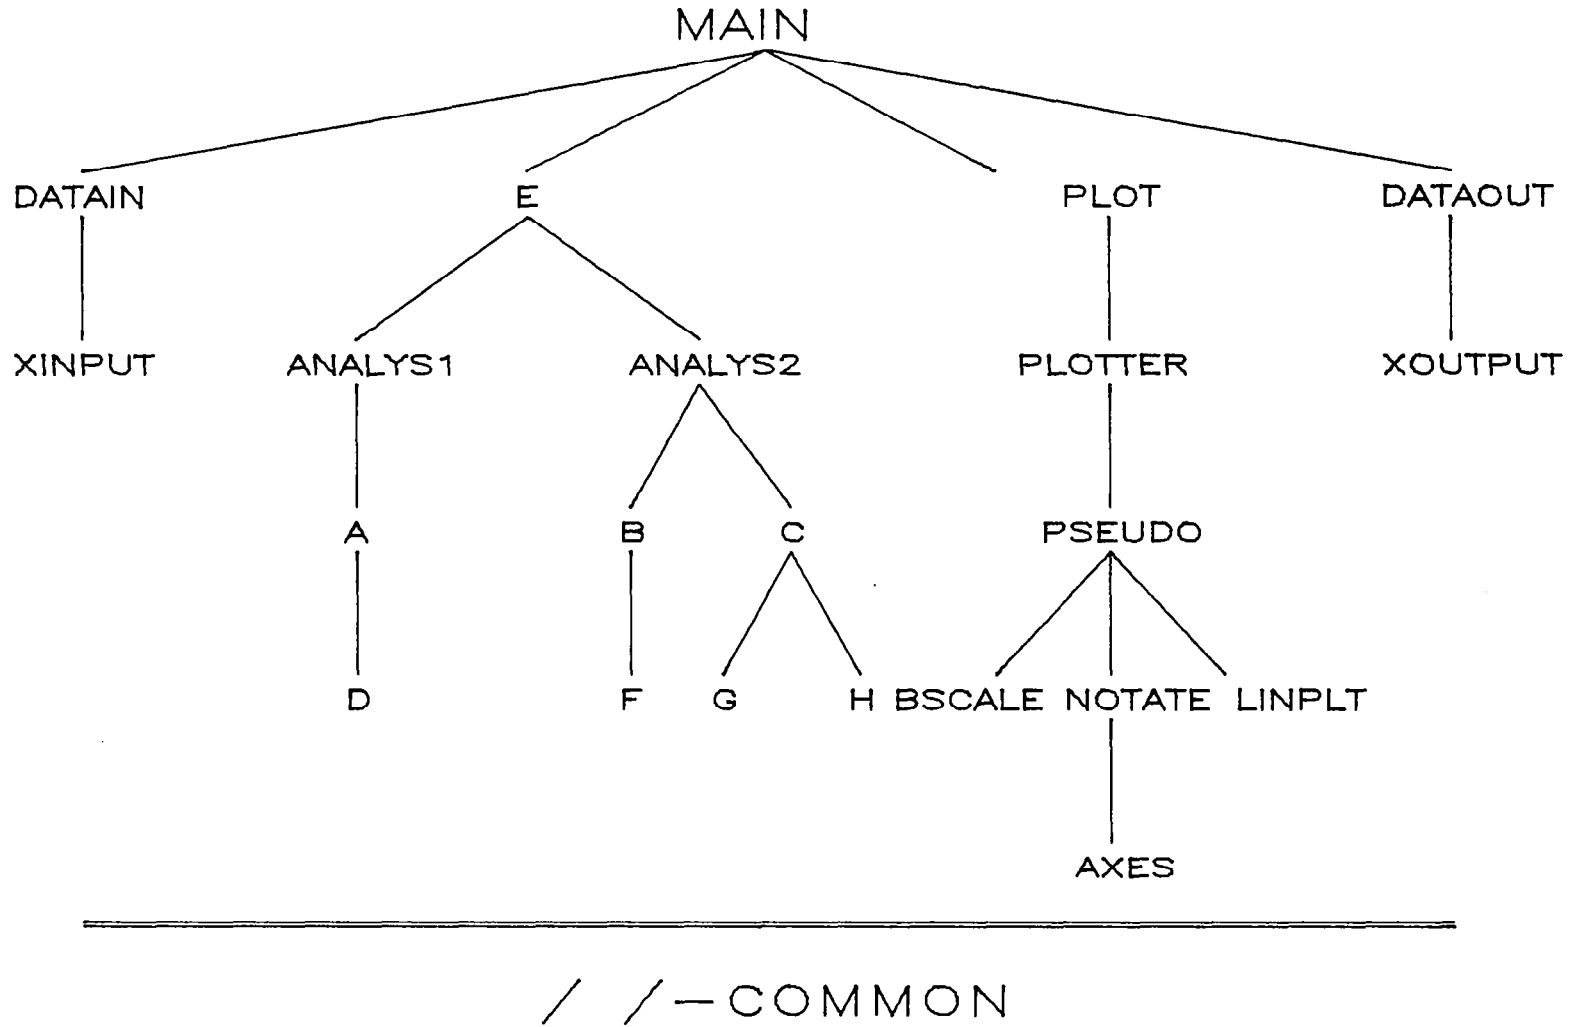 MAIN
DATAIN E PLOT DATAOUT
XINPUT ANALYS1 ANALYS2 PLOTTER XOUTPUT
A B C PSEUDO
D F G H BSCALE NOTATE LINPLT
AXES
/ /-COMMON